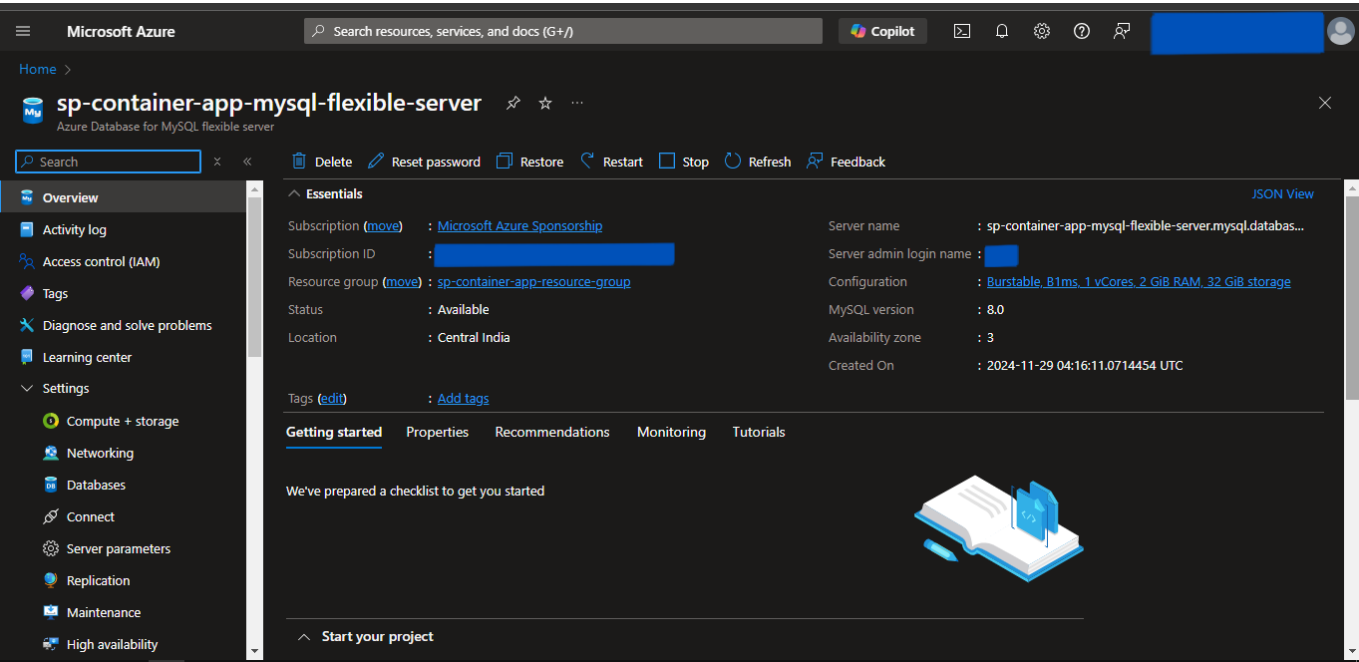 Microsoft Azure
Search resources, services, and docs (G+/)
Copilot
Home >
sp-container-app-mysql-flexible-server
Azure Database for MySQL flexible server
Search
Delete Reset password Restore Restart Stop Refresh Feedback
Overview
Activity log
Access control (IAM)
Tags
Diagnose and solve problems
Learning center
Settings
Compute + storage
Networking
Databases
Connect
Server parameters
Replication
Maintenance
High availability
Essentials
JSON View
Subscription (move) : Microsoft Azure Sponsorship
Subscription ID :
Resource group (move) : sp-container-app-resource-group
Status : Available
Location : Central India
Server name : sp-container-app-mysql-flexible-server.mysql.databas...
Server admin login name :
Configuration : Burstable, B1ms, 1 vCores, 2 GiB RAM, 32 GiB storage
MySQL version : 8.0
Availability zone : 3
Created On : 2024-11-29 04:16:11.0714454 UTC
Tags (edit) : Add tags
Getting started Properties Recommendations Monitoring Tutorials
We've prepared a checklist to get you started
Start your project